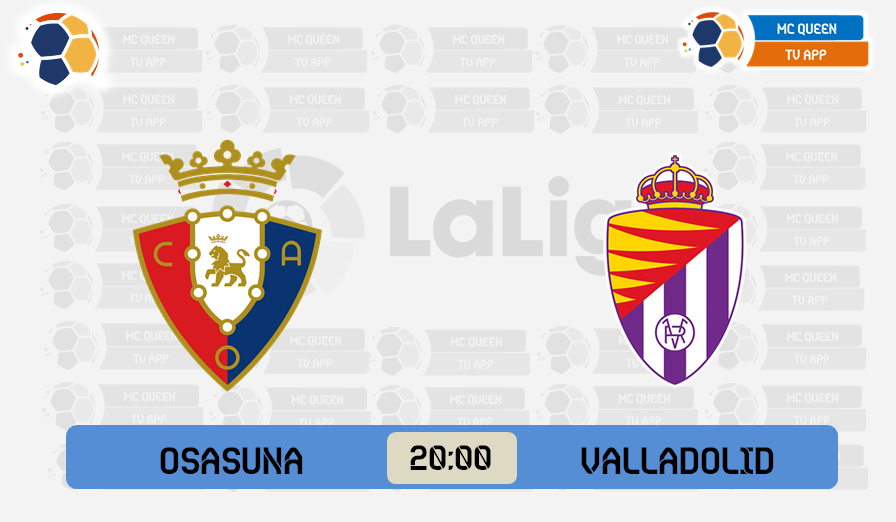 MC QUEEN
TV APP
LaLiga
C A
O
OSASUNA
20:00
VALLADOLID